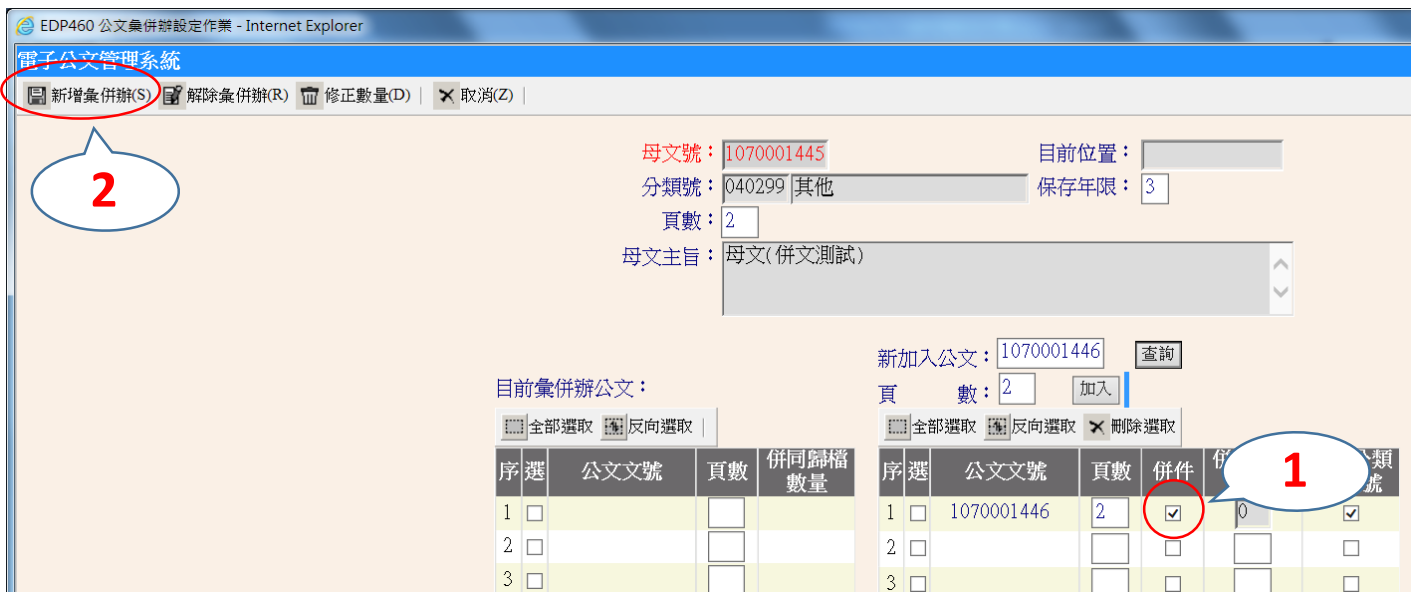 EDP460 公文彙併辦設定作業 - Internet Explorer
電子公文管理系統
新增彙併辦(S) 解除彙併辦(R) 修正數量(D) | 取消(Z) |
母文號： 1070001445 目前位置：
分類號： 040299 其他 保存年限： 3
頁數： 2
母文主旨： 母文(併文測試)
2
新加入公文： 1070001446 查詢
目前彙併辦公文：
頁 數： 2 加入
全部選取 反向選取 |
全部選取 反向選取 刪除選取
序 選 公文文號 頁數 併同歸檔數量
序 選 公文文號 頁數 併件 類號
1
1
1 1070001446 2 0
2
2
3
3